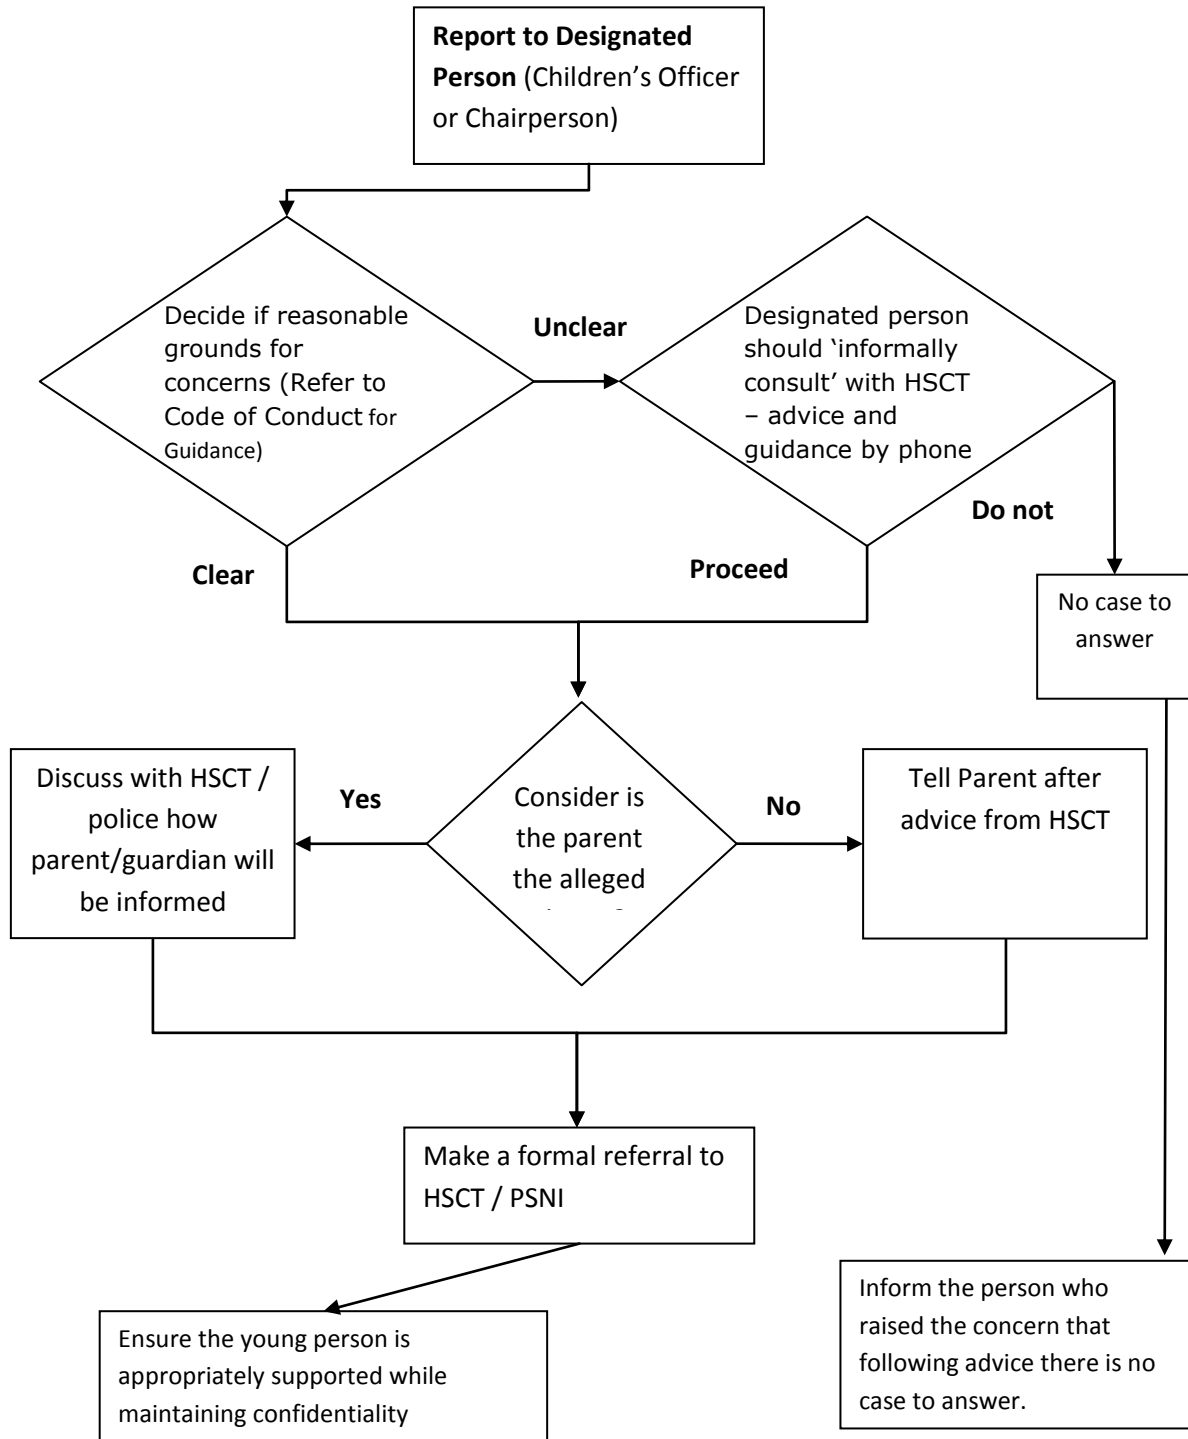 Report to Designated
Person (Children’s Officer
or Chairperson)
Decide if reasonable
grounds for
concerns (Refer to
Code of Conduct for
Guidance)
Unclear
Designated person
should ‘informally
consult’ with HSCT
– advice and
guidance by phone
Do not
Clear
Proceed
No case to
answer
Discuss with HSCT /
police how
parent/guardian will
be informed
Yes
Consider is
the parent
the alleged
No
Tell Parent after
advice from HSCT
Make a formal referral to
HSCT / PSNI
Ensure the young person is
appropriately supported while
maintaining confidentiality
Inform the person who
raised the concern that
following advice there is no
case to answer.